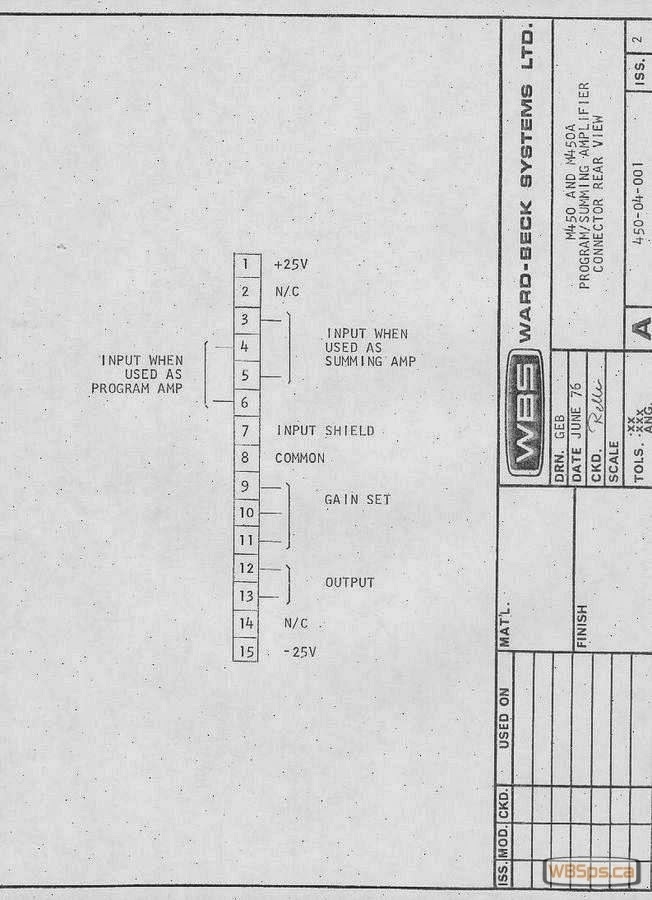 1 +25V
2 N/C
3
4
5
6
INPUT WHEN
USED AS
SUMMING AMP
INPUT WHEN
USED AS
PROGRAM AMP
7 INPUT SHIELD
8 COMMON
9
10
11
GAIN SET
12
13
OUTPUT
14 N/C
15 -25V
WBS WARD-BECK SYSTEMS LTD.
M450 AND M450A
PROGRAM/SUMMING AMPLIFIER
CONNECTOR REAR VIEW
A 450-04-001 ISS. 2
DRN. GEB
DATE JUNE 76
CKD.
SCALE
TOLS. .XX
.XXX
ANG.
MAT'L.
FINISH
USED ON
ISS. MOD. CKD.
WBSps.ca